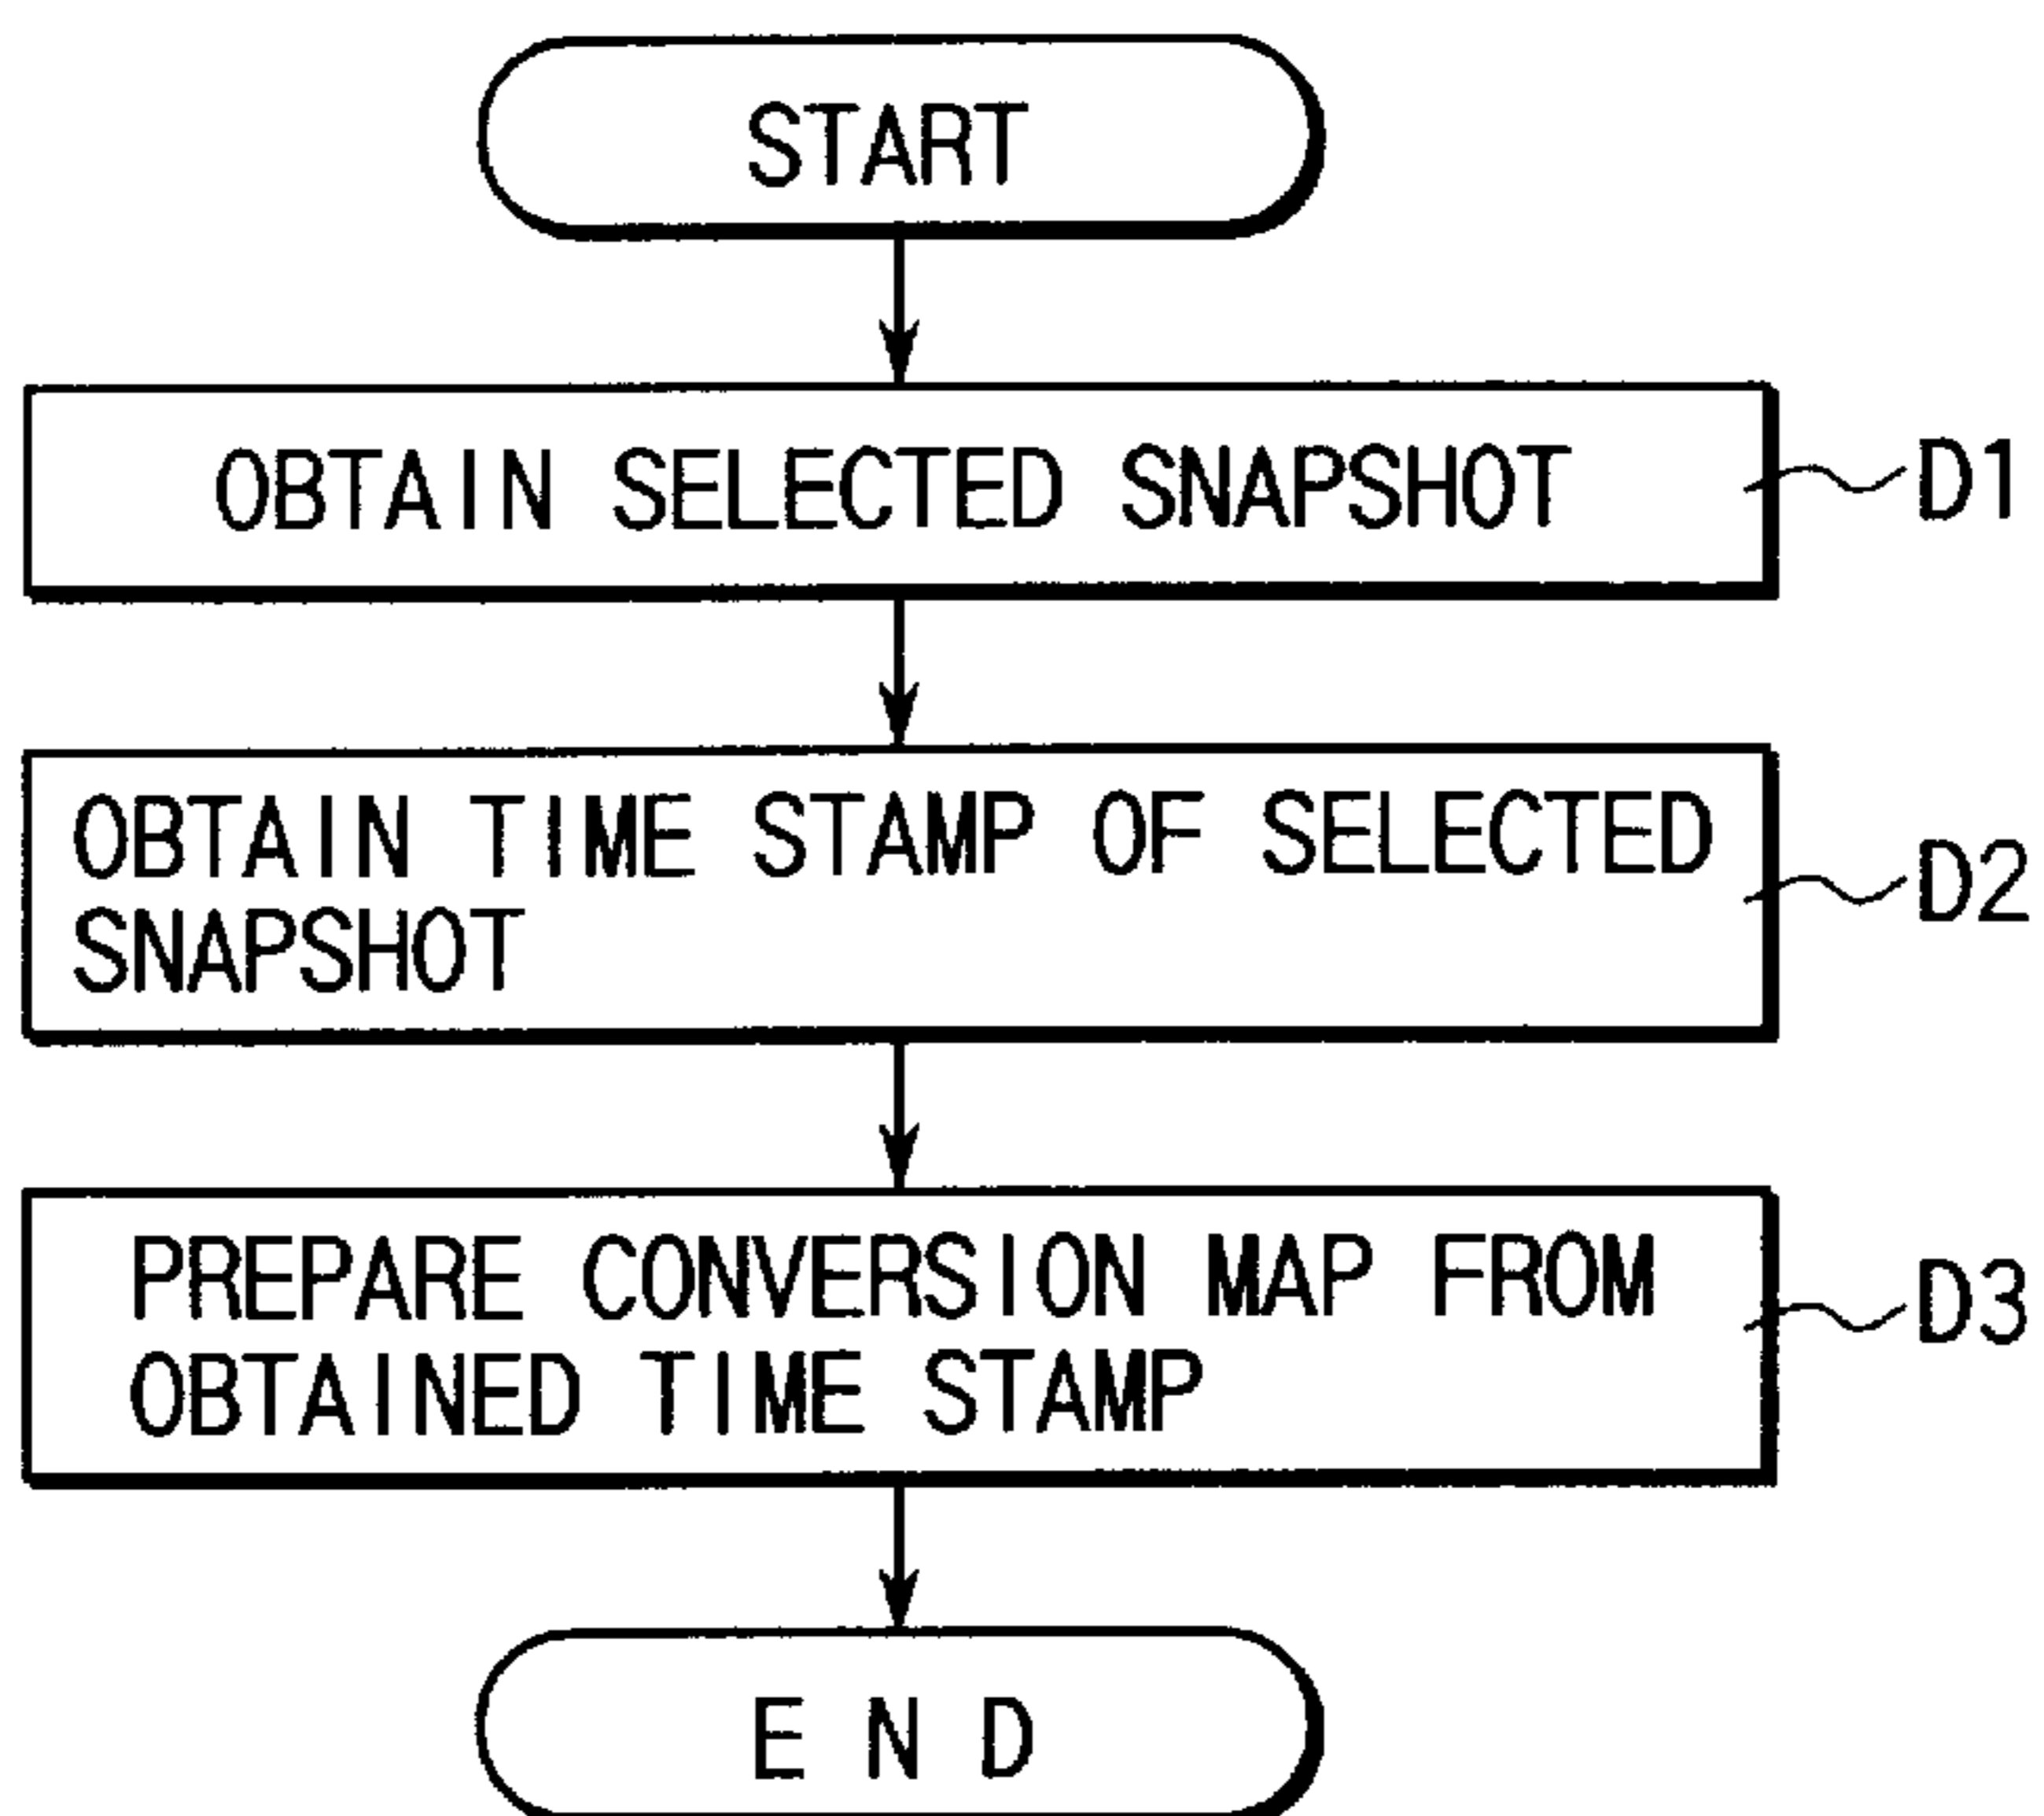 START
OBTAIN SELECTED SNAPSHOT
D1
OBTAIN TIME STAMP OF SELECTED
SNAPSHOT
D2
PREPARE CONVERSION MAP FROM
OBTAINED TIME STAMP
D3
END